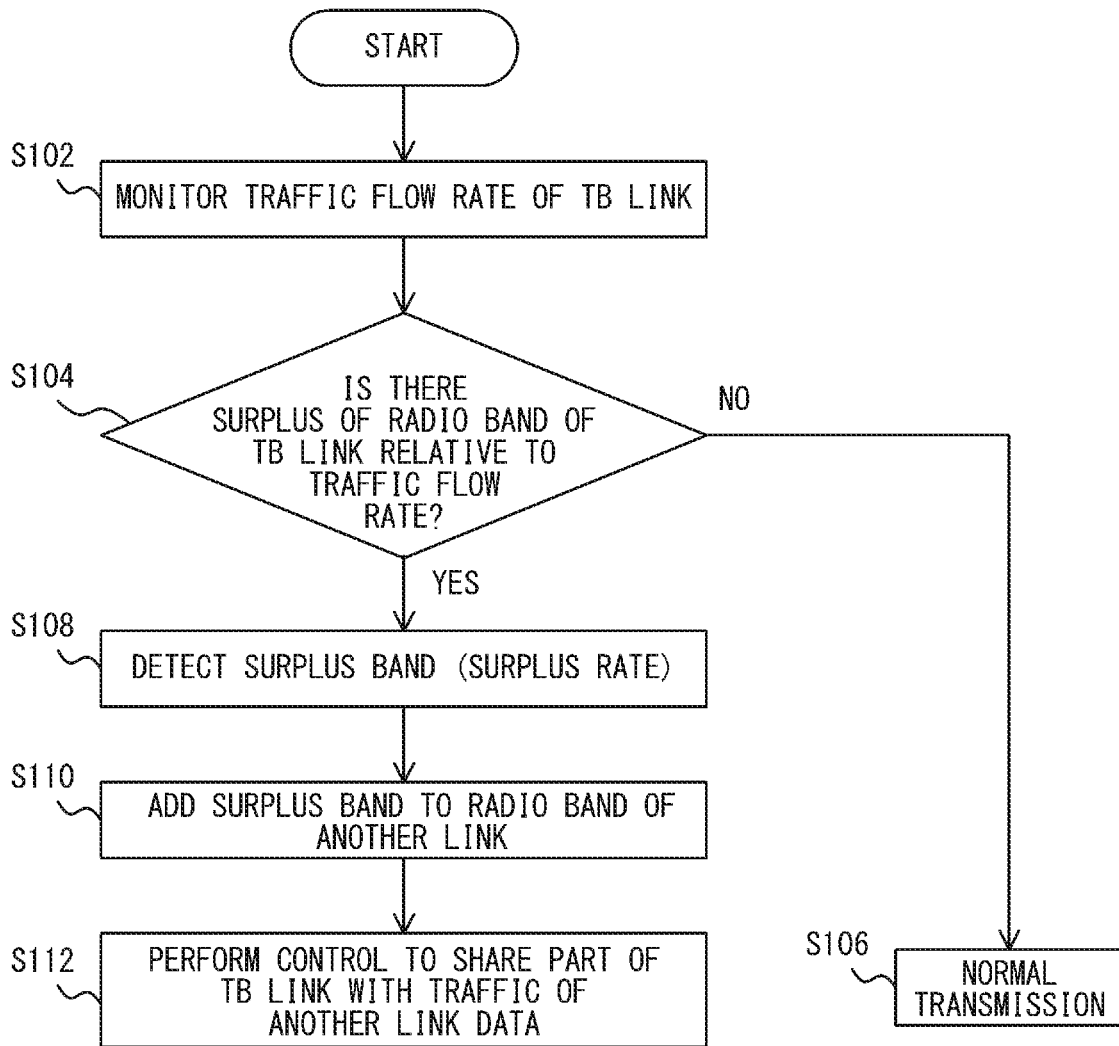 START
S102
MONITOR TRAFFIC FLOW RATE OF TB LINK
S104
IS THERE
SURPLUS OF RADIO BAND OF
TB LINK RELATIVE TO
TRAFFIC FLOW
RATE?
NO
YES
S108
DETECT SURPLUS BAND (SURPLUS RATE)
S110
ADD SURPLUS BAND TO RADIO BAND OF
ANOTHER LINK
S112
PERFORM CONTROL TO SHARE PART OF
TB LINK WITH TRAFFIC OF
ANOTHER LINK DATA
S106
NORMAL
TRANSMISSION